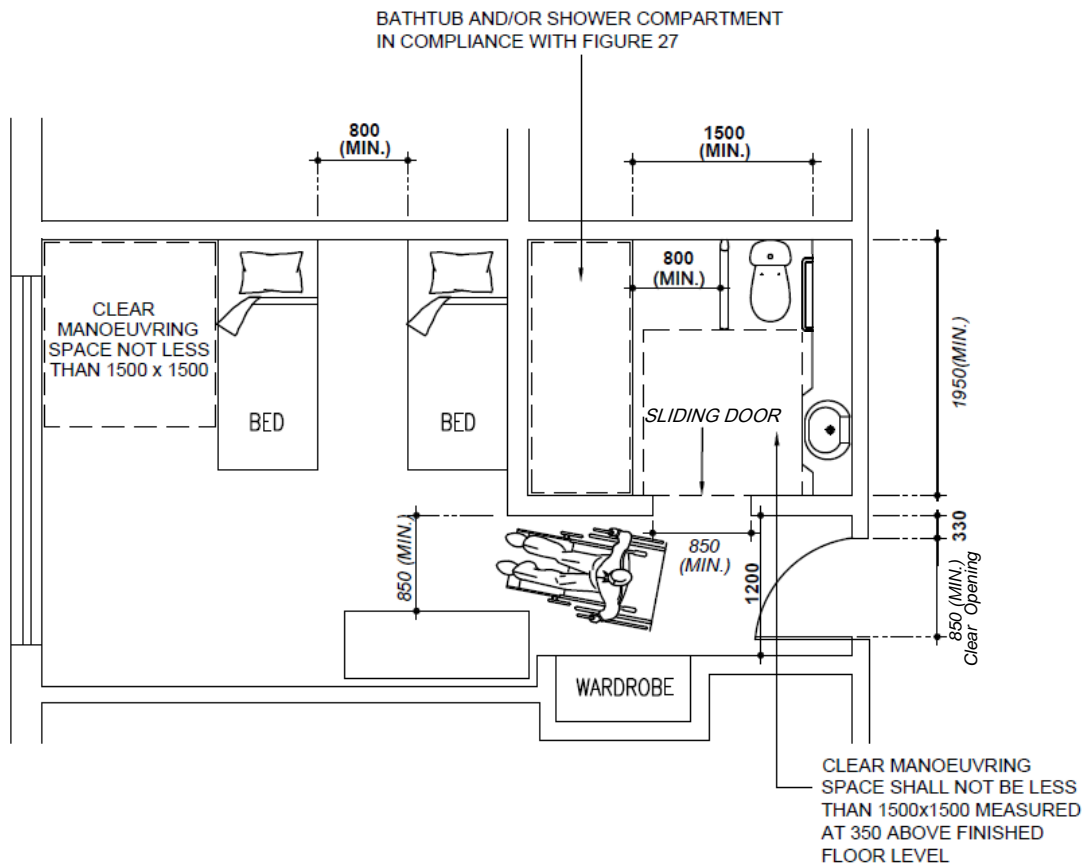 BATHTUB AND/OR SHOWER COMPARTMENT
IN COMPLIANCE WITH FIGURE 27
800
(MIN.)
1500
(MIN.)
CLEAR
MANOEUVRING
SPACE NOT LESS
THAN 1500 x 1500
BED
BED
800
(MIN.)
SLIDING DOOR
1950(MIN.)
850 (MIN.)
850
(MIN.)
1200
330
850 (MIN.)
Clear Opening
WARDROBE
CLEAR MANOEUVRING
SPACE SHALL NOT BE LESS
THAN 1500x1500 MEASURED
AT 350 ABOVE FINISHED
FLOOR LEVEL